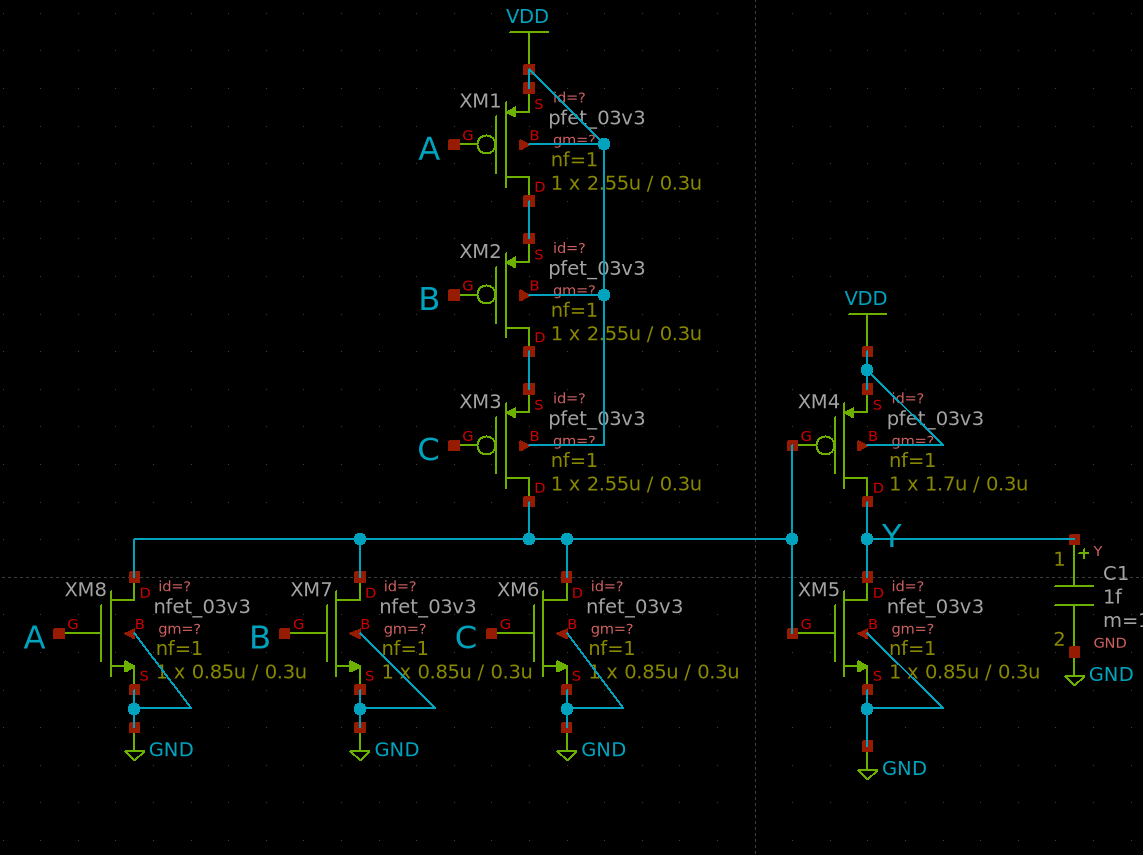 VDD
XM1
id=?
S
pfet_03v3
A
G
B
gm=?
nf=1
D
1 x 2.55u / 0.3u
XM2
id=?
S
pfet_03v3
B
G
B
gm=?
nf=1
D
1 x 2.55u / 0.3u
VDD
XM3
id=?
S
pfet_03v3
C
G
B
gm=?
nf=1
D
1 x 2.55u / 0.3u
XM4
id=?
S
pfet_03v3
G
B
gm=?
nf=1
D
1 x 1.7u / 0.3u
Y
XM8
id=?
D
nfet_03v3
A
G
B
gm=?
nf=1
S
1 x 0.85u / 0.3u
GND
XM7
id=?
D
nfet_03v3
B
G
B
gm=?
nf=1
S
1 x 0.85u / 0.3u
GND
XM6
id=?
D
nfet_03v3
C
G
B
gm=?
nf=1
S
1 x 0.85u / 0.3u
GND
XM5
id=?
D
nfet_03v3
G
B
gm=?
nf=1
S
1 x 0.85u / 0.3u
GND
1
+
Y
C1
1f
m=1
2
GND
GND